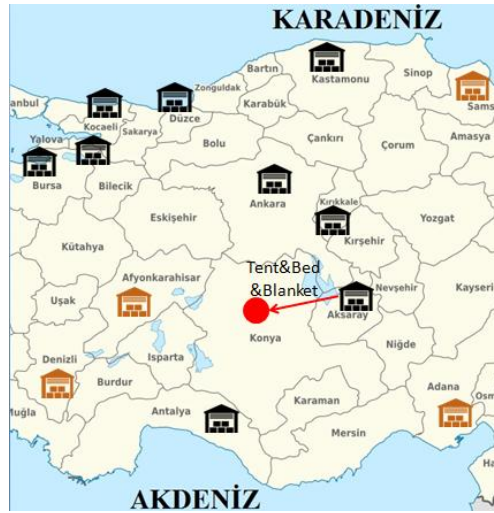 KARADENİZ
Bartın
Zonguldak
Kastamonu
Sinop
Sams
anbul
Kocaeli
Düzce
Karabük
Yalova
Sakarya
Bolu
Çankırı
Çorum
Amasya
Bursa
Bilecik
Ankara
Kırıkkale
Eskişehir
Yozgat
Kırşehir
Kütahya
Tent&Bed
&Blanket
Afyonkarahisar
Nevşehir
Kayseri
Uşak
Aksaray
Konya
Niğde
Isparta
Denizli
Burdur
Adana
Osm
Karaman
Muğla
Antalya
Mersin
Ha
AKDENİZ